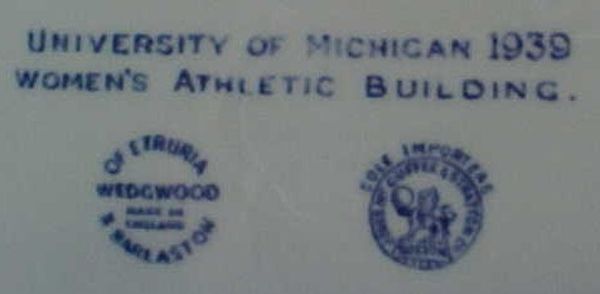 UNIVERSITY OF MICHIGAN 1939
WOMEN'S ATHLETIC BUILDING.
OF ETRURIA
WEDGWOOD
MADE IN
ENGLAND
& BARLASTON
SOLE IMPORTERS